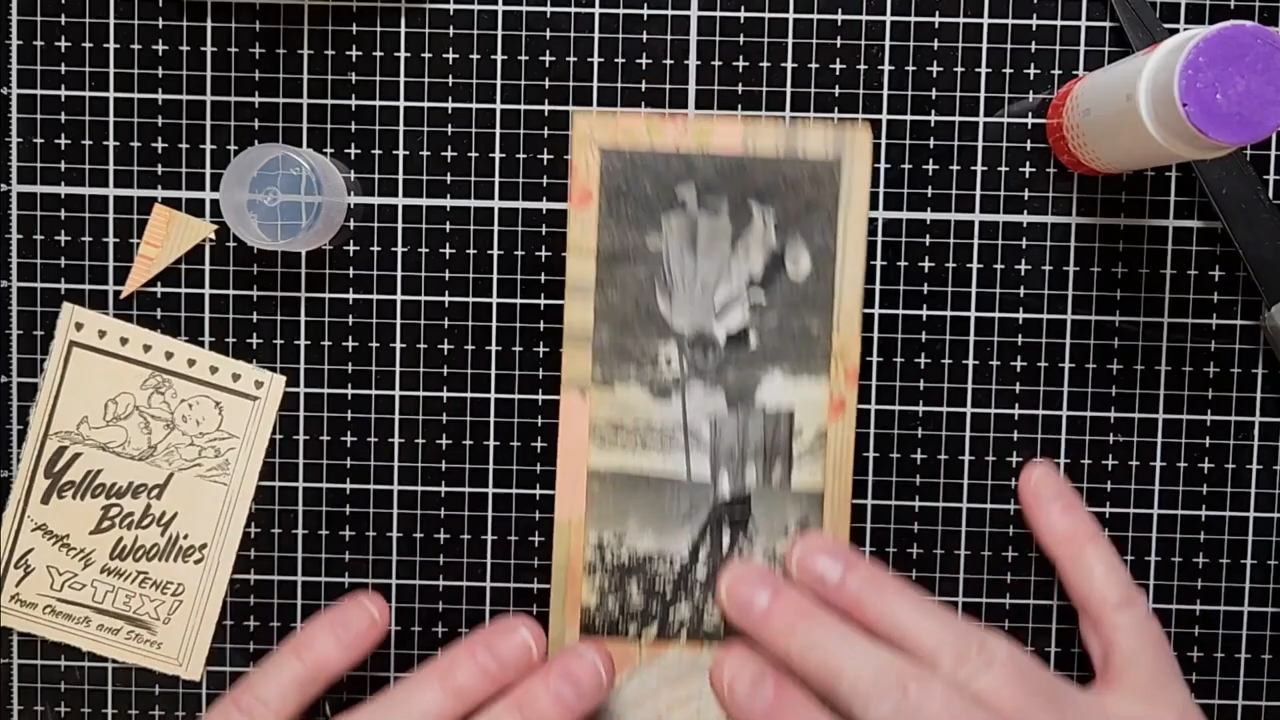 Yellowed
Baby
Woollies
...perfectly WHITENED
by Y-TEX!
from Chemists and Stores